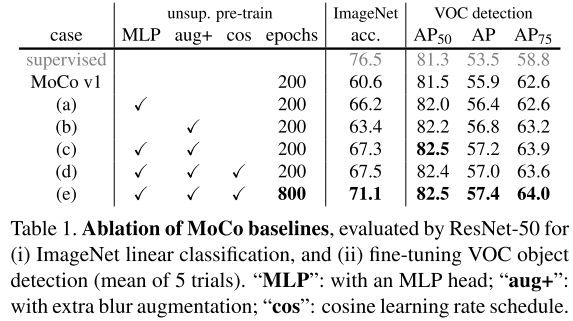 unsup. pre-train ImageNet VOC detection
case MLP aug+ cos epochs acc. AP50 AP AP75
supervised 76.5 81.3 53.5 58.8
MoCo v1 200 60.6 81.5 55.9 62.6
(a) ✓ 200 66.2 82.0 56.4 62.6
(b) ✓ 200 63.4 82.2 56.8 63.2
(c) ✓ ✓ 200 67.3 82.5 57.2 63.9
(d) ✓ ✓ ✓ 200 67.5 82.4 57.0 63.6
(e) ✓ ✓ ✓ 800 71.1 82.5 57.4 64.0
Table 1. Ablation of MoCo baselines, evaluated by ResNet-50 for
(i) ImageNet linear classification, and (ii) fine-tuning VOC object
detection (mean of 5 trials). “MLP”: with an MLP head; “aug+”:
with extra blur augmentation; “cos”: cosine learning rate schedule.